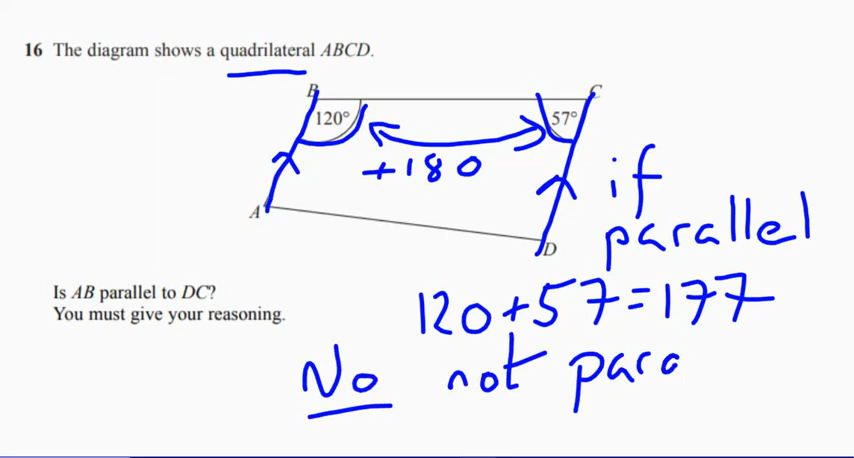 16 The diagram shows a quadrilateral ABCD.
B
C
120°
57°
+180
if
parallel
A
D
Is AB parallel to DC?
You must give your reasoning.
120+57=177
No not para